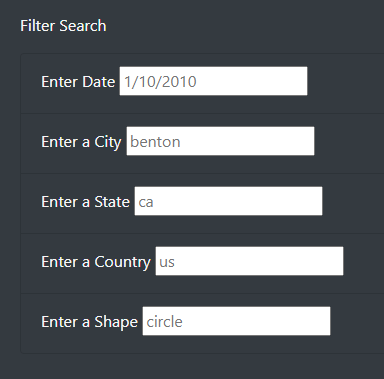 Filter Search
Enter Date 1/10/2010
Enter a City benton
Enter a State ca
Enter a Country us
Enter a Shape circle